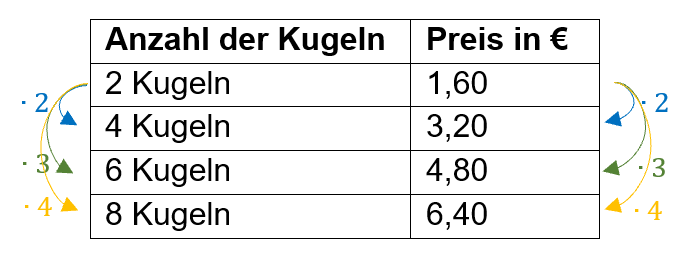 Anzahl der Kugeln Preis in €
2 Kugeln 1,60
· 2 4 Kugeln 3,20 · 2
· 3 6 Kugeln 4,80 · 3
· 4 8 Kugeln 6,40 · 4